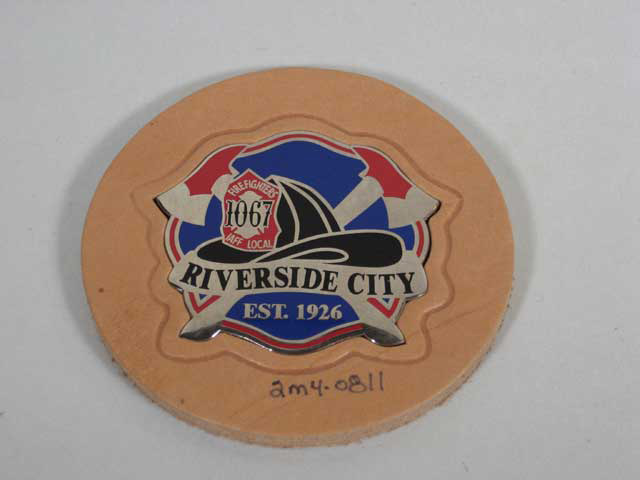 FIREFIGHTERS
1067
IAFF LOCAL
RIVERSIDE CITY
EST. 1926
2m4-0811